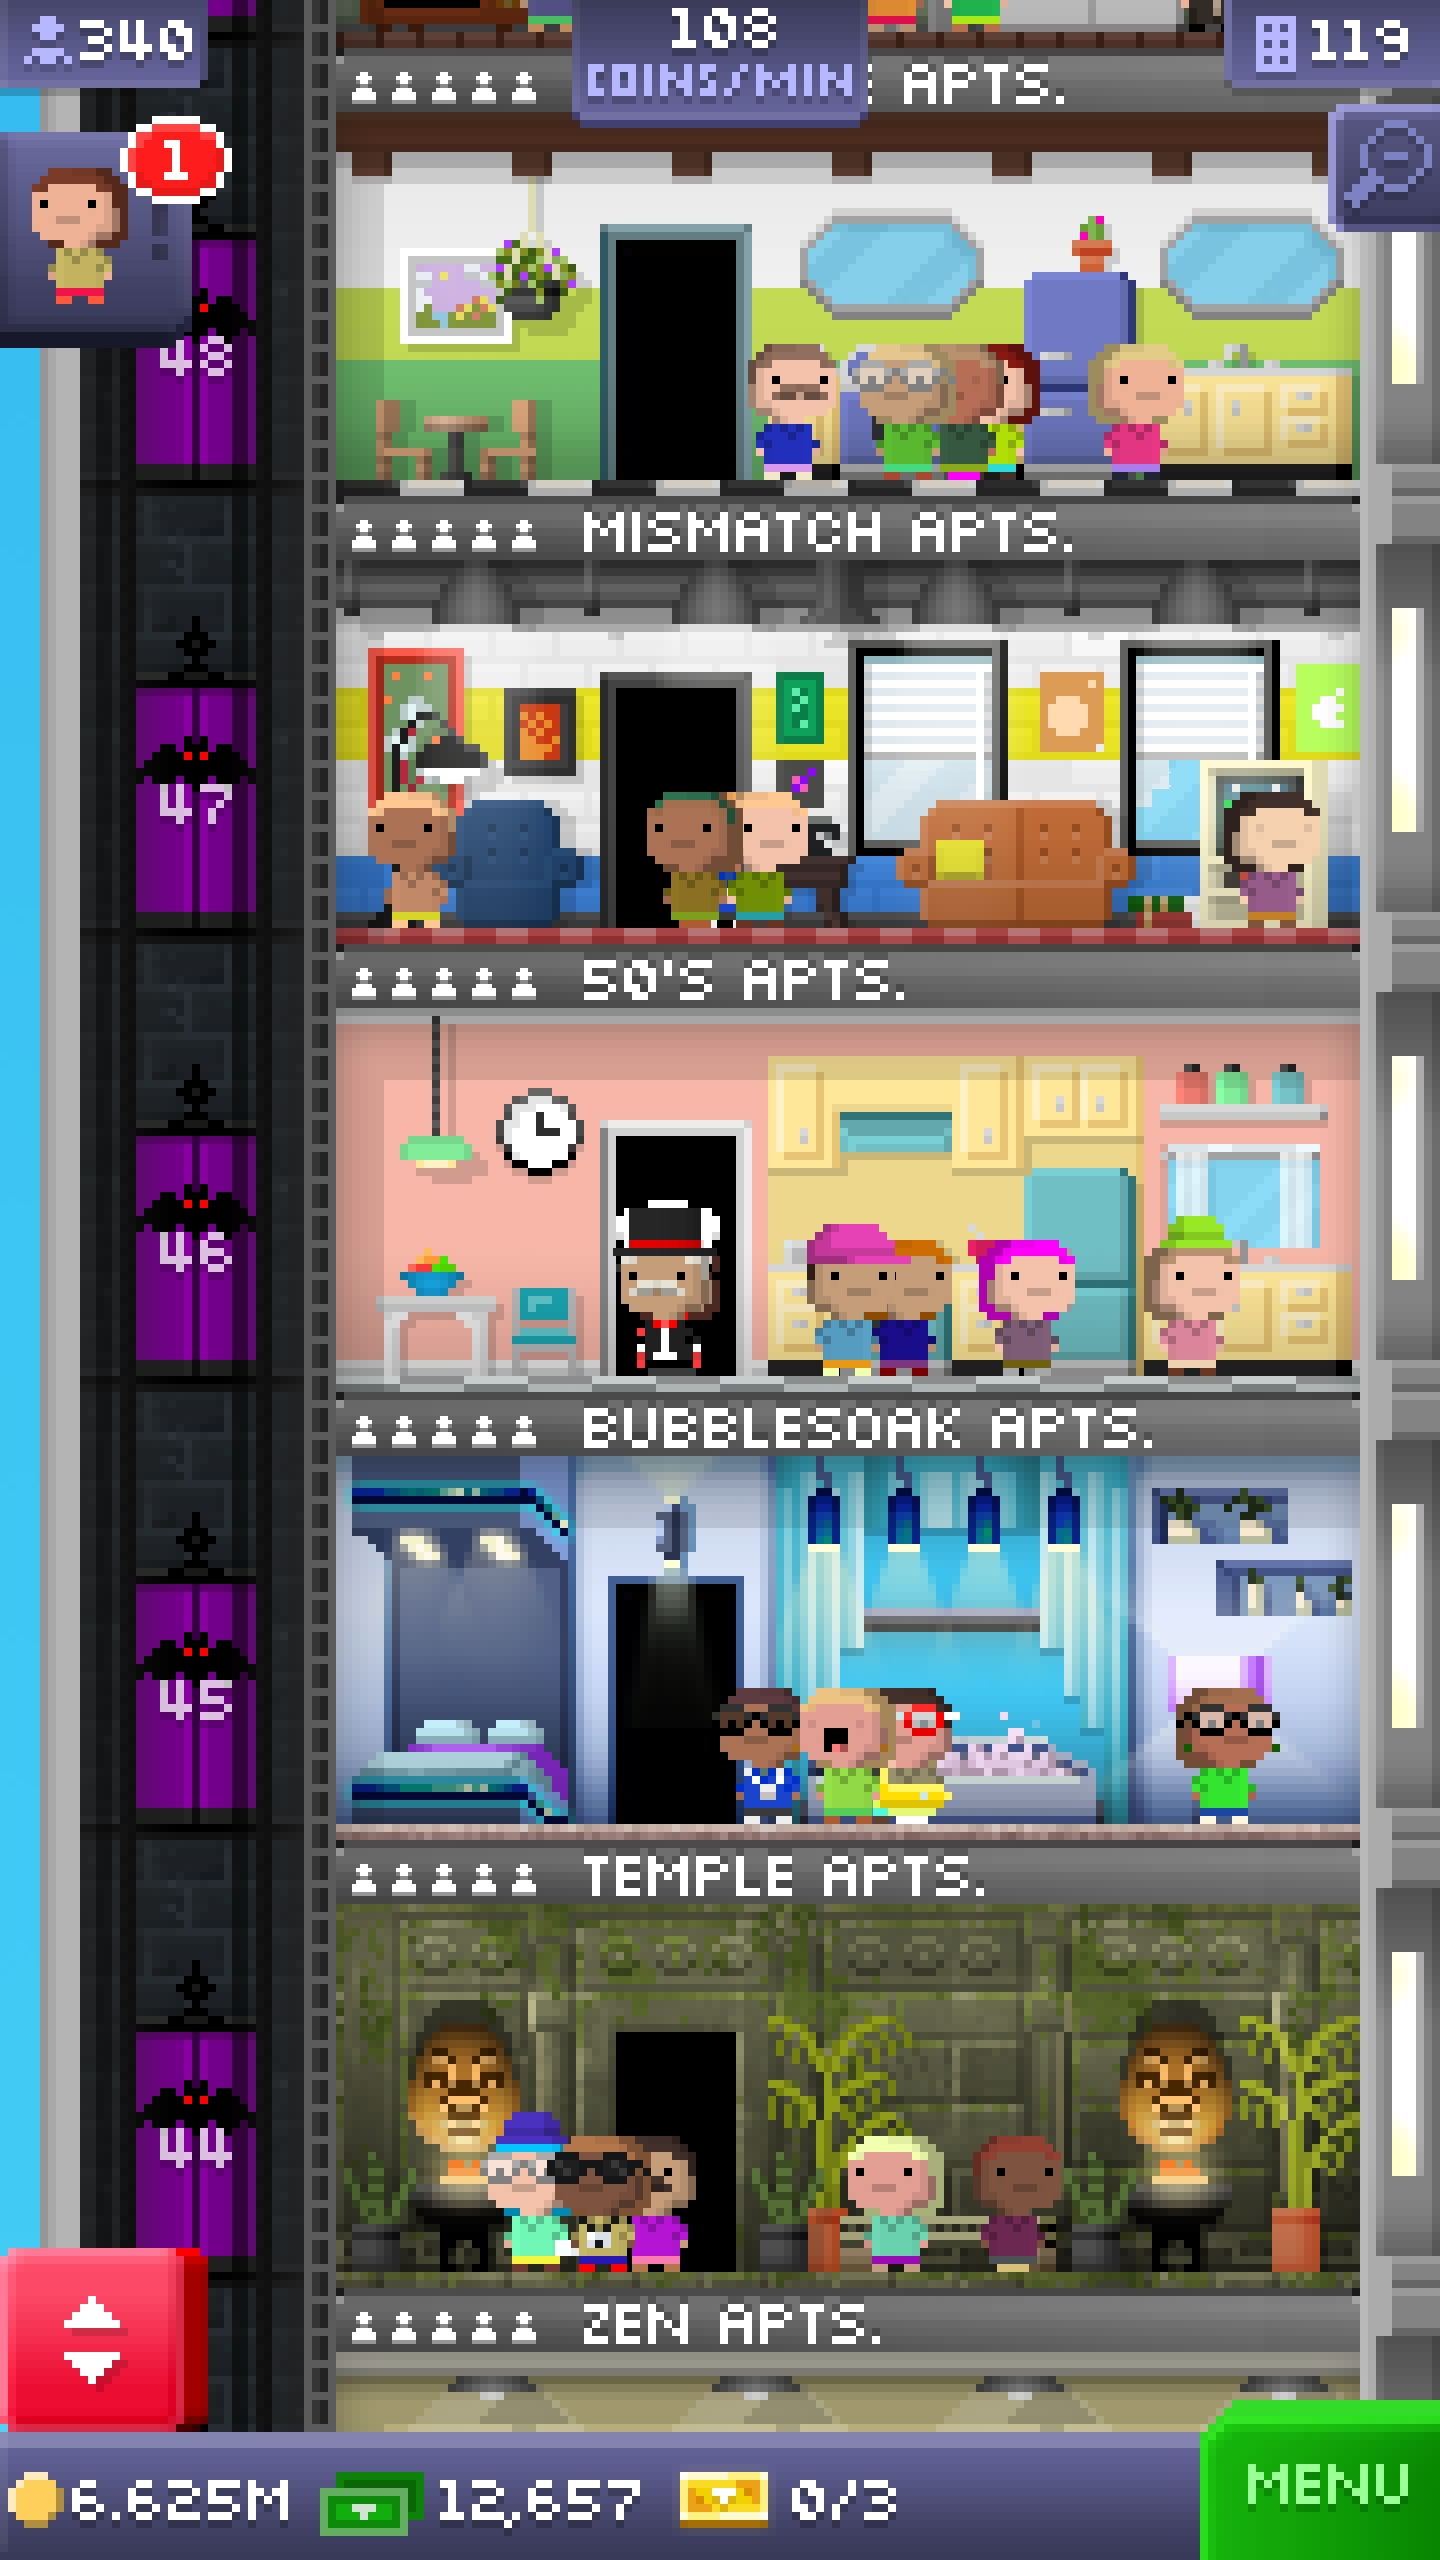 340
108
COINS/MIN
119
APTS.
1
48
MISMATCH APTS.
47
50'S APTS.
46
BUBBLESOAK APTS.
45
TEMPLE APTS.
44
ZEN APTS.
6.625M 12,657 0/3
MENU